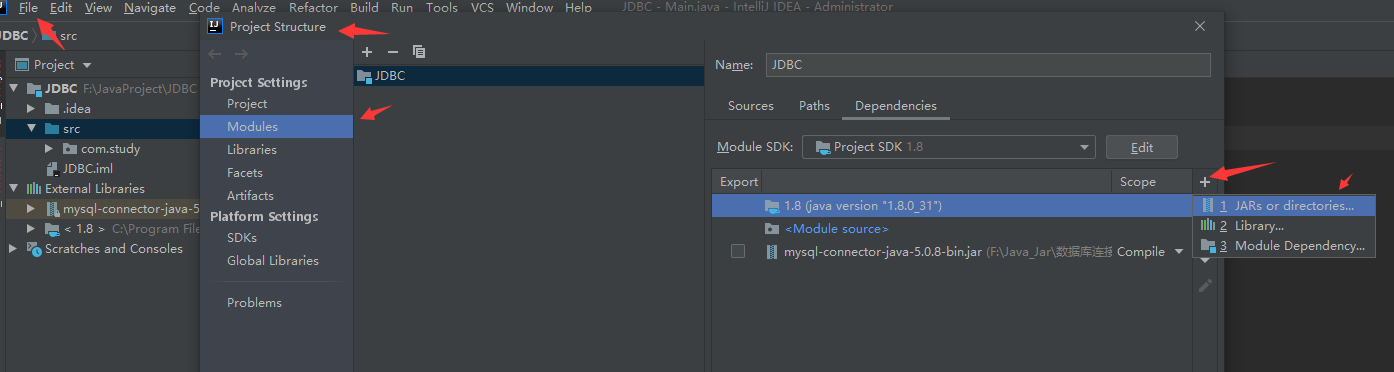 File Edit View Navigate Code Analyze Refactor Build Run Tools VCS Window Help JDBC - Main.java - IntelliJ IDEA - Administrator
JDBC src
Project
JDBC F:\JavaProject\JDBC
.idea
src
com.study
JDBC.iml
External Libraries
mysql-connector-java-5
< 1.8 > C:\Program File
Scratches and Consoles
IJ Project Structure
Project Settings
Project
Modules
Libraries
Facets
Artifacts
Platform Settings
SDKs
Global Libraries
Problems
JDBC
Name: JDBC
Sources Paths Dependencies
Module SDK: Project SDK 1.8 Edit
Export Scope
1.8 (java version "1.8.0_31")
<Module source>
mysql-connector-java-5.0.8-bin.jar (F:\Java_Jar\数据库连接 Compile
1 JARs or directories...
2 Library...
3 Module Dependency...